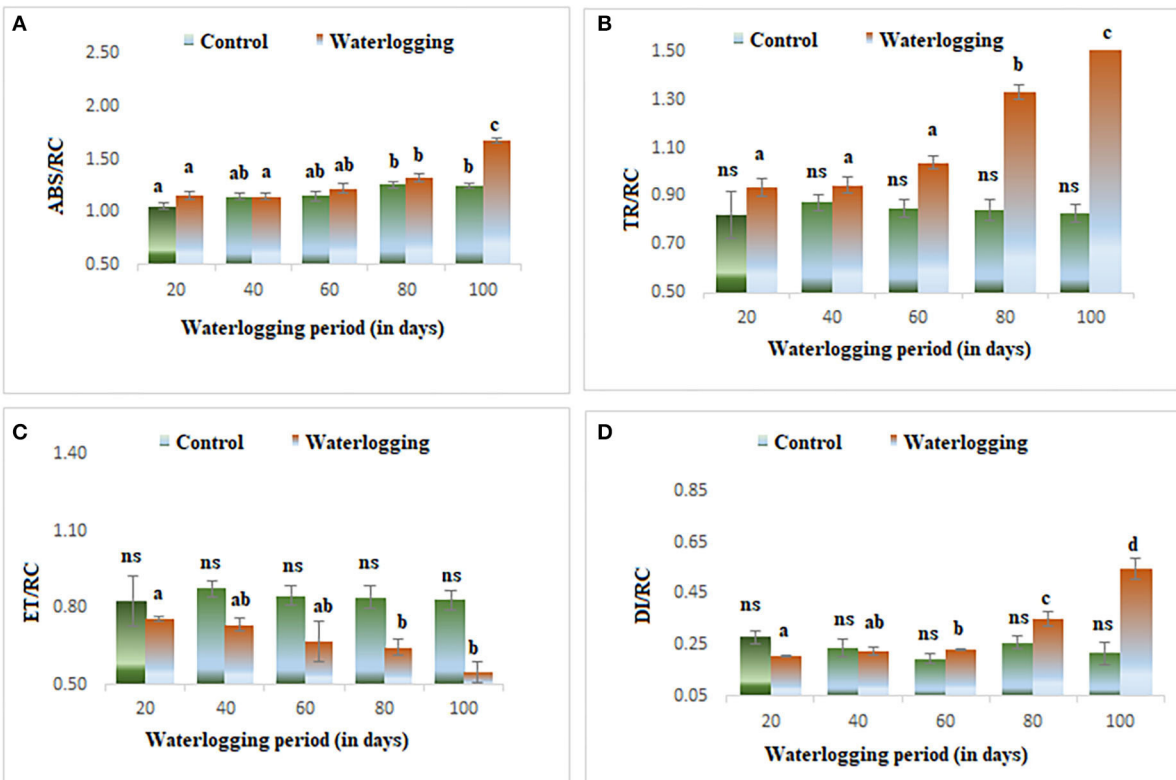 A
Control Waterlogging
2.50
2.00
1.50
1.00
0.50
ABS/RC
a a ab a ab ab b b b c
20 40 60 80 100
Waterlogging period (in days)
B
Control Waterlogging
1.50
1.30
1.10
0.90
0.70
0.50
TR/RC
ns a ns a ns a ns b ns c
20 40 60 80 100
Waterlogging period (in days)
C
Control Waterlogging
1.40
1.10
0.80
0.50
ET/RC
ns a ns ab ns ab ns b ns b
20 40 60 80 100
Waterlogging period (in days)
D
Control Waterlogging
0.85
0.65
0.45
0.25
0.05
DI/RC
ns a ns ab ns b ns c ns d
20 40 60 80 100
Waterlogging period (in days)